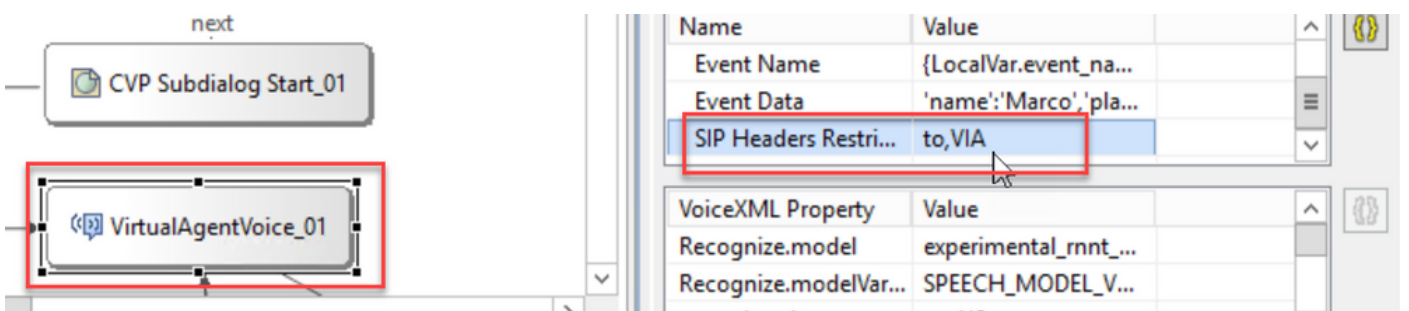 next
CVP Subdialog Start_01
VirtualAgentVoice_01
Name Value
Event Name {LocalVar.event_na...
Event Data 'name':'Marco','pla...
SIP Headers Restri... to,VIA
VoiceXML Property Value
Recognize.model experimental_rnnt_...
Recognize.modelVar... SPEECH_MODEL_V...